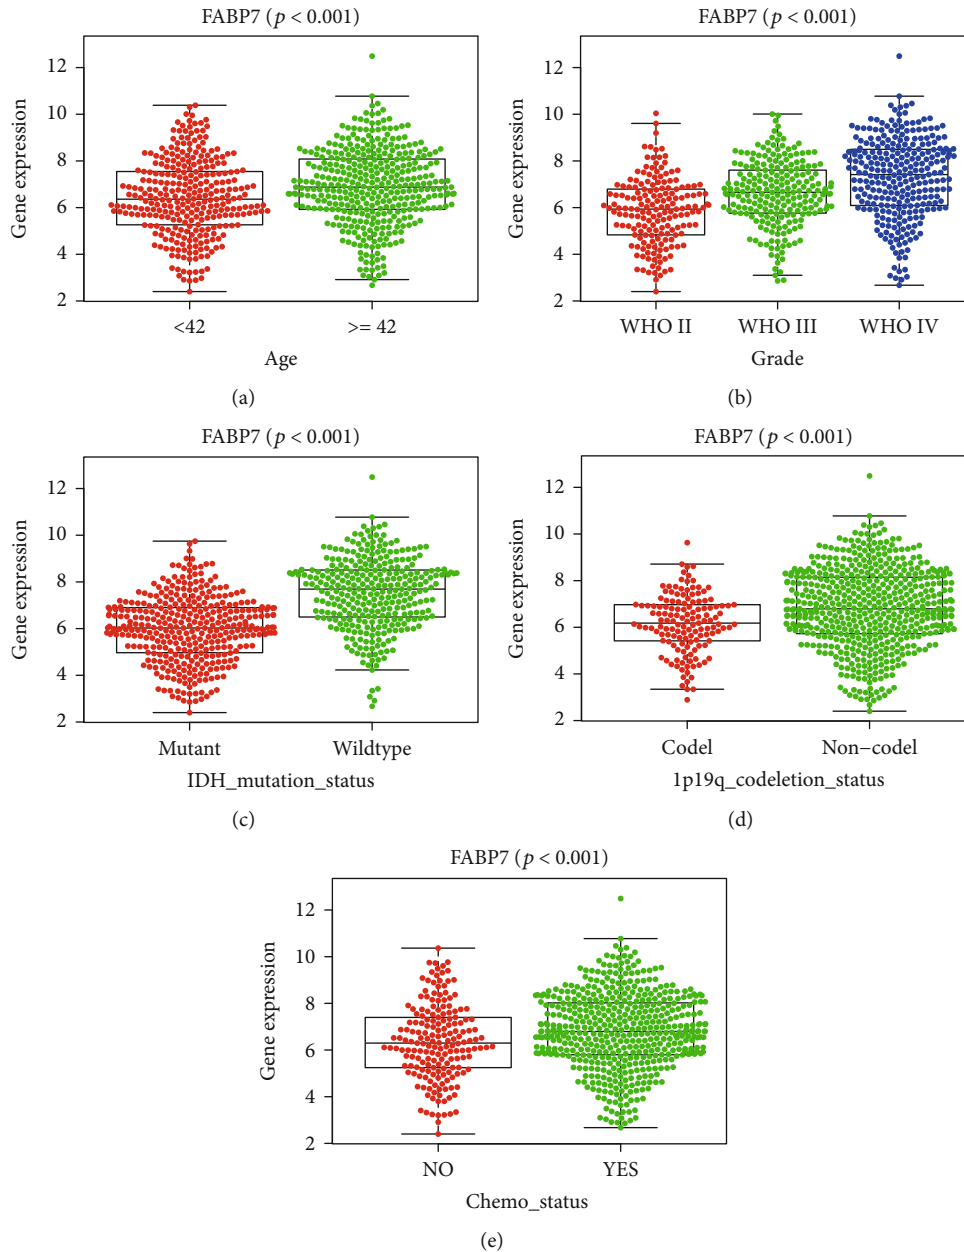 FABP7 (p < 0.001)
12
10
8
6
4
2
Gene expression
<42
>= 42
Age
(a)
FABP7 (p < 0.001)
12
10
8
6
4
2
Gene expression
WHO II
WHO III
WHO IV
Grade
(b)
FABP7 (p < 0.001)
12
10
8
6
4
2
Gene expression
Mutant
Wildtype
IDH_mutation_status
(c)
FABP7 (p < 0.001)
12
10
8
6
4
2
Gene expression
Codel
Non−codel
1p19q_codeletion_status
(d)
FABP7 (p < 0.001)
12
10
8
6
4
2
Gene expression
NO
YES
Chemo_status
(e)